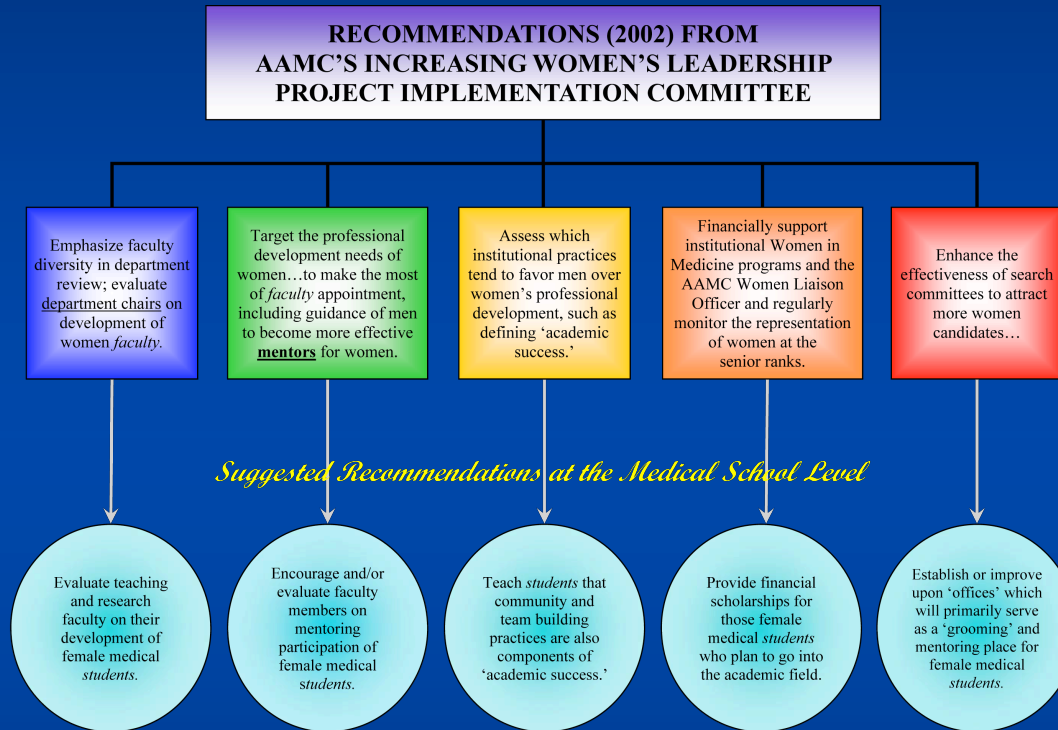 RECOMMENDATIONS (2002) FROM
AAMC'S INCREASING WOMEN'S LEADERSHIP
PROJECT IMPLEMENTATION COMMITTEE
Emphasize faculty
diversity in department
review; evaluate
department chairs on
development of
women faculty.
Target the professional
development needs of
women…to make the most
of faculty appointment,
including guidance of men
to become more effective
mentors for women.
Assess which
institutional practices
tend to favor men over
women's professional
development, such as
defining 'academic
success.'
Financially support
institutional Women in
Medicine programs and the
AAMC Women Liaison
Officer and regularly
monitor the representation
of women at the
senior ranks.
Enhance the
effectiveness of search
committees to attract
more women
candidates…
Suggested Recommendations at the Medical School Level
Evaluate teaching
and research
faculty on their
development of
female medical
students.
Encourage and/or
evaluate faculty
members on
mentoring
participation of
female medical
students.
Teach students that
community and
team building
practices are also
components of
'academic success.'
Provide financial
scholarships for
those female
medical students
who plan to go into
the academic field.
Establish or improve
upon 'offices' which
will primarily serve
as a 'grooming' and
mentoring place for
female medical
students.